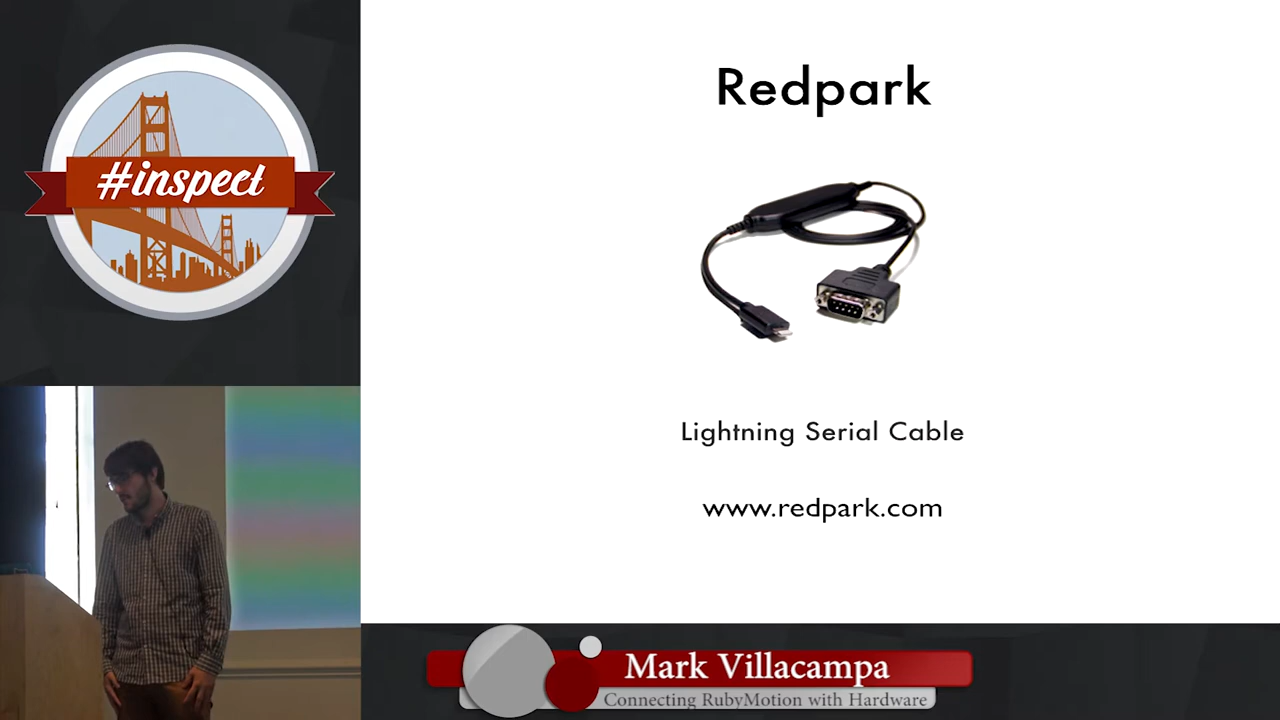 #inspect
Redpark
Lightning Serial Cable
www.redpark.com
Mark Villacampa
Connecting RubyMotion with Hardware